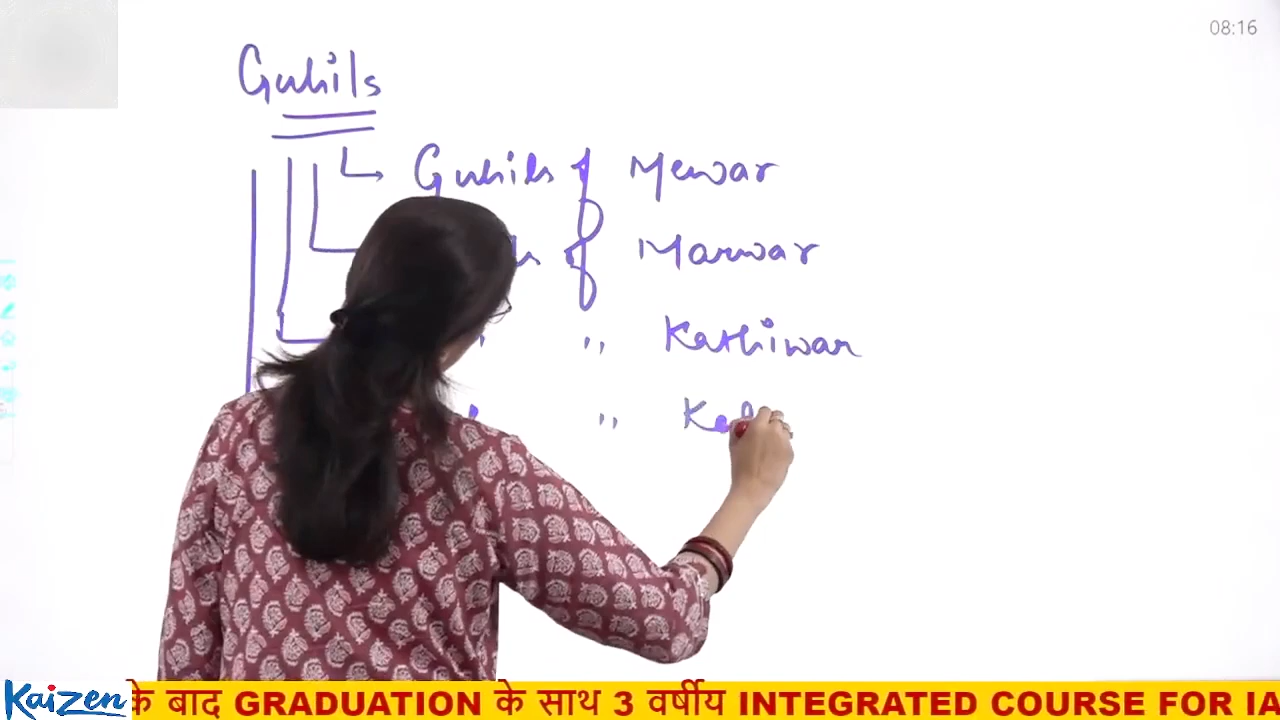 08:16
Guhils
Guhils of Mewar
of Marwar
" Kathiwar
"
Kaizen के बाद GRADUATION के साथ 3 वर्षीय INTEGRATED COURSE FOR IA